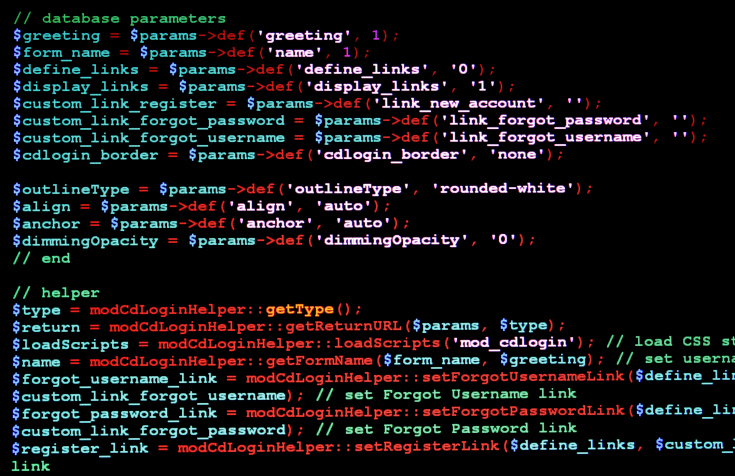 // database parameters
$greeting = $params->def('greeting', 1);
$form_name = $params->def('name', 1);
$define_links = $params->def('define_links', '0');
$display_links = $params->def('display_links', '1');
$custom_link_register = $params->def('link_new_account', '');
$custom_link_forgot_password = $params->def('link_forgot_password', '');
$custom_link_forgot_username = $params->def('link_forgot_username', '');
$cdlogin_border = $params->def('cdlogin_border', 'none');
$outlineType = $params->def('outlineType', 'rounded-white');
$align = $params->def('align', 'auto');
$anchor = $params->def('anchor', 'auto');
$dimmingOpacity = $params->def('dimmingOpacity', '0');
// end
// helper
$type = modCdLoginHelper::getType();
$return = modCdLoginHelper::getReturnURL($params, $type);
$loadScripts = modCdLoginHelper::loadScripts('mod_cdlogin'); // load CSS st
$name = modCdLoginHelper::getFormName($form_name, $greeting); // set userna
$forgot_username_link = modCdLoginHelper::setForgotUsernameLink($define_lin
$custom_link_forgot_username); // set Forgot Username link
$forgot_password_link = modCdLoginHelper::setForgotPasswordLink($define_lin
$custom_link_forgot_password); // set Forgot Password link
$register_link = modCdLoginHelper::setRegisterLink($define_links, $custom_l
link